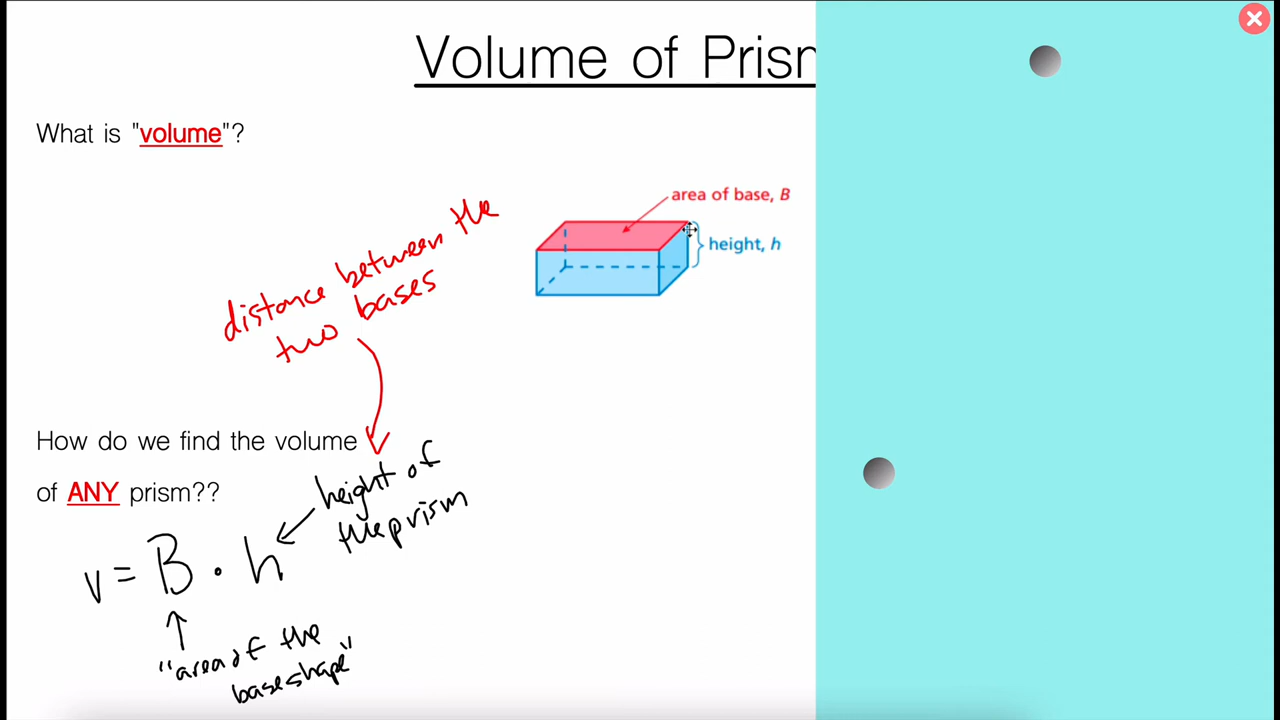 Volume of Prism
What is "volume"?
area of base, B
height, h
distance between the
two bases
How do we find the volume
of ANY prism??
height of
the prism
v = B · h
"area of the
base shape"